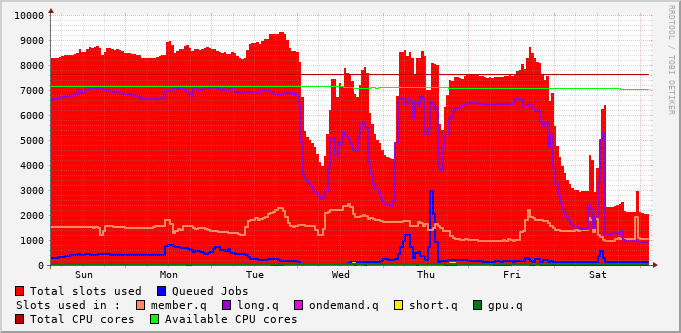 RRDTOOL / TOBI OETIKER
10000
9000
8000
7000
6000
5000
4000
3000
2000
1000
0
Sun Mon Tue Wed Thu Fri Sat
Total slots used Queued Jobs
Slots used in : member.q long.q ondemand.q short.q gpu.q
Total CPU cores Available CPU cores